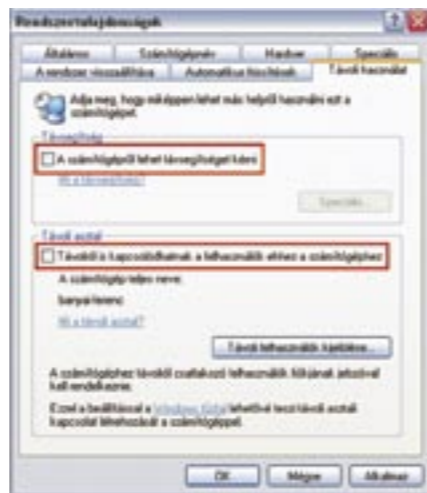 Rendszertulajdonságok
Általános Számítógépnév Hardver Speciális
A rendszer visszaállítása Automatikus frissítések Távoli használat
Adja meg, hogy miképpen lehet más helyről használni ezt a
számítógépet.
Távsegítség
A számítógépről lehet távsegítséget kérni
Mi a távsegítség?
Speciális...
Távoli asztal
Távolról is kapcsolódhatnak a felhasználók ehhez a számítógéphez
A számítógép teljes neve:
Mi a távoli asztal?
Távoli felhasználók kijelölése...
A számítógéphez távolról csatlakozó felhasználók fiókjának jelszóval
kell rendelkeznie.
Ezzel a beállítással a Windows tűzfal lehetővé teszi távoli asztali
kapcsolat létrehozását a számítógéppel.
OK Mégse Alkalmaz